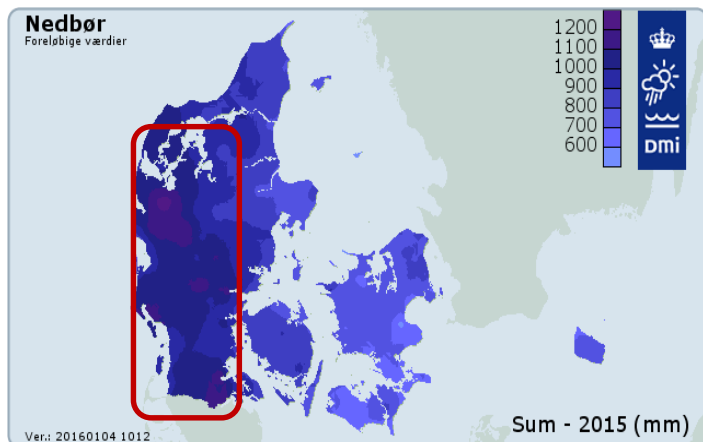 Nedbør
Foreløbige værdier
1200
1100
1000
900
800
700
600
DMI
Sum - 2015 (mm)
Ver.: 20160104 1012